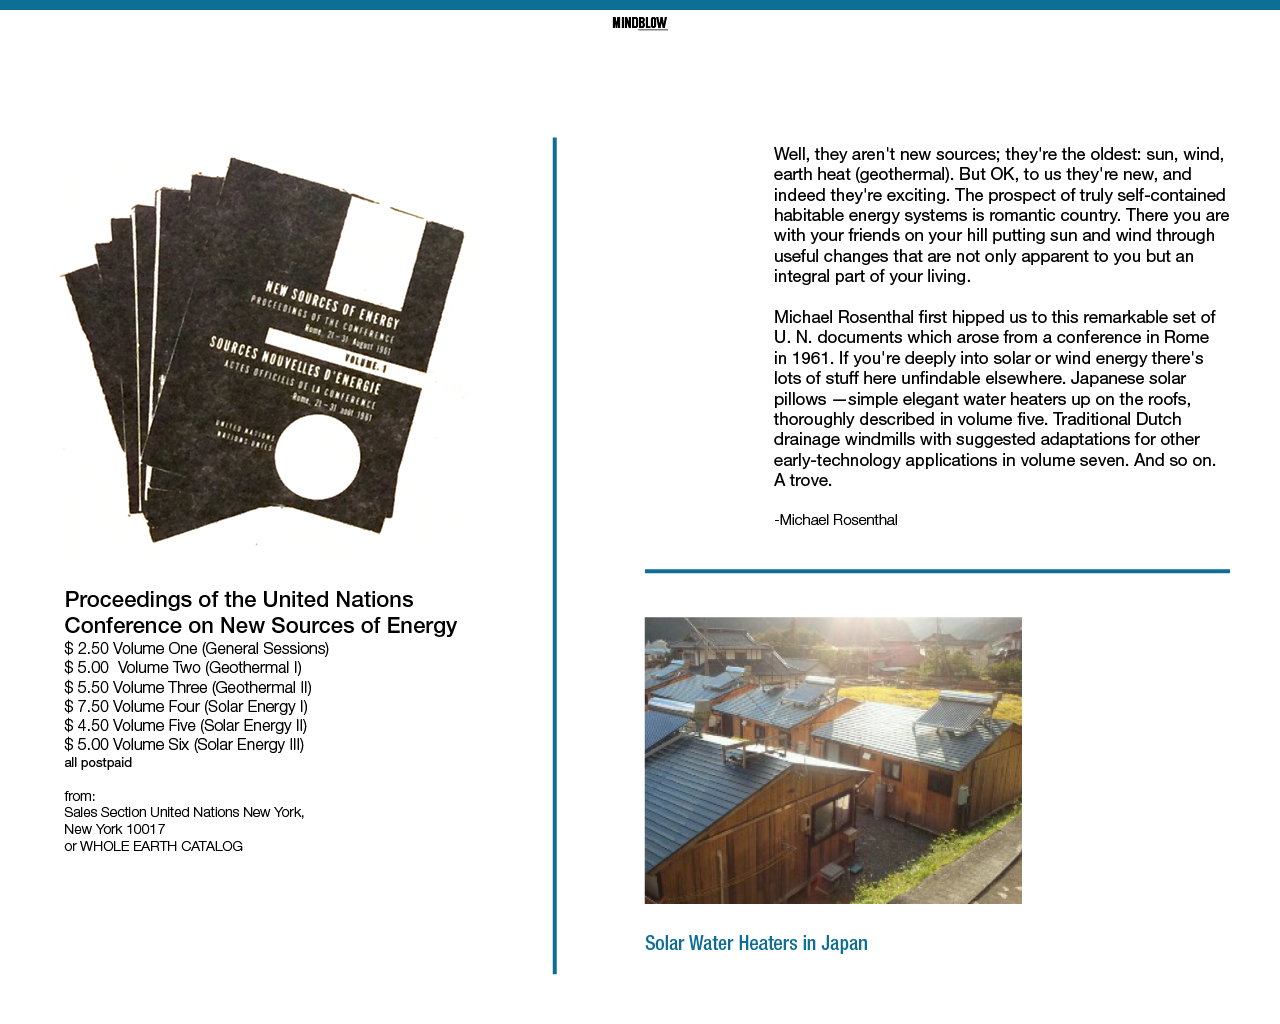 MINDBLOW
NEW SOURCES OF ENERGY
PROCEEDINGS OF THE CONFERENCE
Rome, 21–31 August 1961
VOLUME. 1
SOURCES NOUVELLES D'ENERGIE
ACTES OFFICIELS DE LA CONFERENCE
Rome, 21–31 août 1961
UNITED NATIONS
NATIONS UNIES
Proceedings of the United Nations
Conference on New Sources of Energy
$ 2.50 Volume One (General Sessions)
$ 5.00  Volume Two (Geothermal I)
$ 5.50 Volume Three (Geothermal II)
$ 7.50 Volume Four (Solar Energy I)
$ 4.50 Volume Five (Solar Energy II)
$ 5.00 Volume Six (Solar Energy III)
all postpaid
from:
Sales Section United Nations New York,
New York 10017
or WHOLE EARTH CATALOG
Well, they aren't new sources; they're the oldest: sun, wind,
earth heat (geothermal). But OK, to us they're new, and
indeed they're exciting. The prospect of truly self-contained
habitable energy systems is romantic country. There you are
with your friends on your hill putting sun and wind through
useful changes that are not only apparent to you but an
integral part of your living.
Michael Rosenthal first hipped us to this remarkable set of
U. N. documents which arose from a conference in Rome
in 1961. If you're deeply into solar or wind energy there's
lots of stuff here unfindable elsewhere. Japanese solar
pillows —simple elegant water heaters up on the roofs,
thoroughly described in volume five. Traditional Dutch
drainage windmills with suggested adaptations for other
early-technology applications in volume seven. And so on.
A trove.
-Michael Rosenthal
Solar Water Heaters in Japan